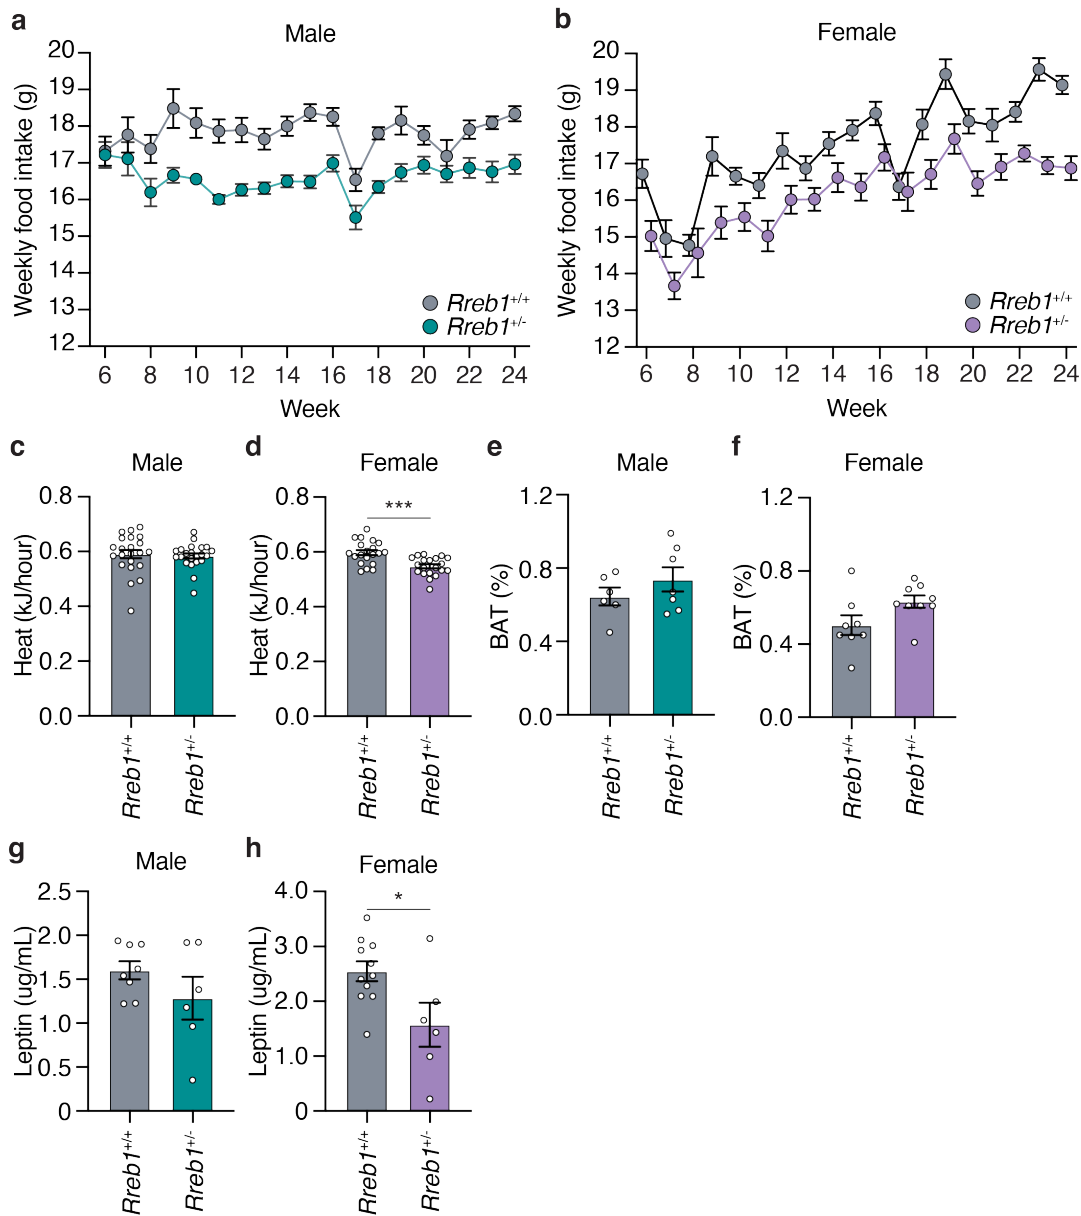 a
Male
Weekly food intake (g)
20
19
18
17
16
15
14
13
12
6 8 10 12 14 16 18 20 22 24
Week
Rreb1+/+
Rreb1+/-
b
Female
Weekly food intake (g)
20
19
18
17
16
15
14
13
12
6 8 10 12 14 16 18 20 22 24
Week
Rreb1+/+
Rreb1+/-
c
Male
Heat (kJ/hour)
0.8
0.6
0.4
0.2
0.0
Rreb1+/+
Rreb1+/-
d
Female
Heat (kJ/hour)
0.8
0.6
0.4
0.2
0.0
***
Rreb1+/+
Rreb1+/-
e
Male
BAT (%)
1.2
0.8
0.4
0.0
Rreb1+/+
Rreb1+/-
f
Female
BAT (%)
1.2
0.8
0.4
0.0
Rreb1+/+
Rreb1+/-
g
Male
Leptin (ug/mL)
2.5
2.0
1.5
1.0
0.5
0
Rreb1+/+
Rreb1+/-
h
Female
Leptin (ug/mL)
4.0
3.0
2.0
1.0
0
*
Rreb1+/+
Rreb1+/-